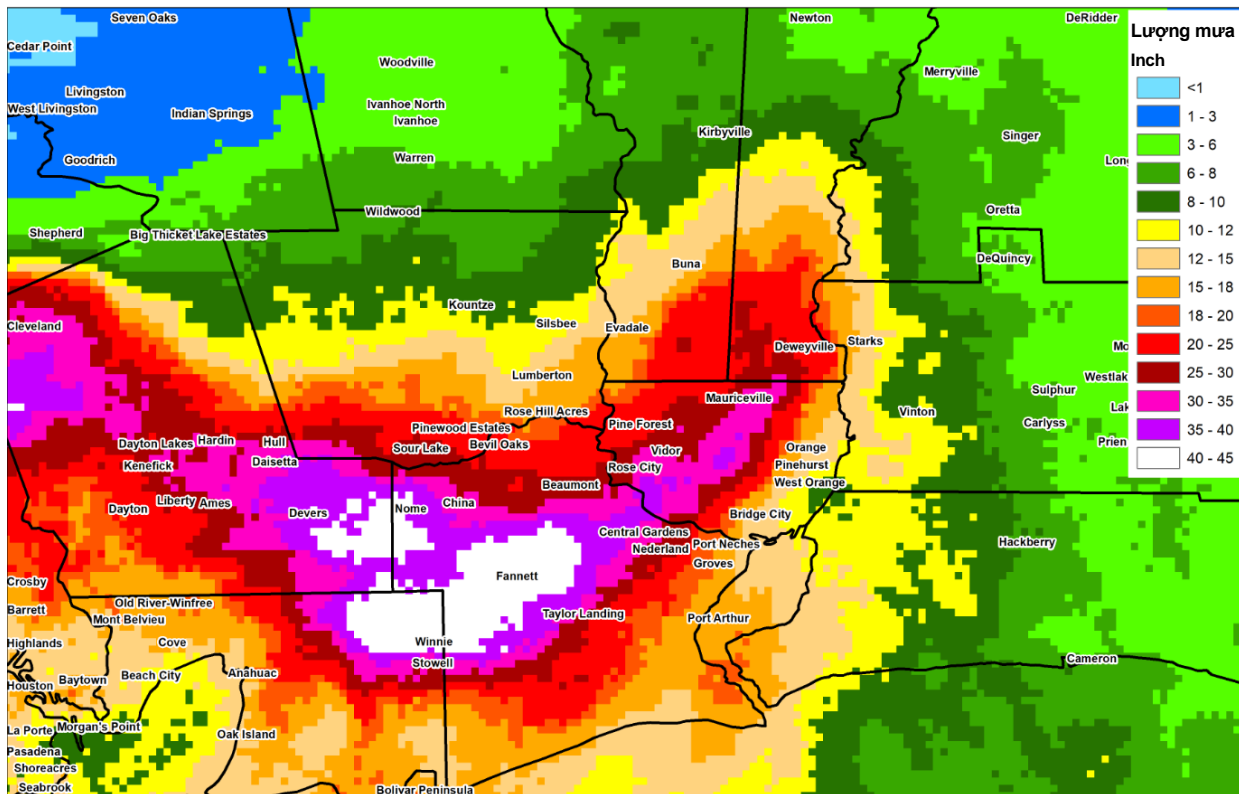 Seven Oaks
Newton
DeRidder
Lượng mưa
Inch
<1
1 - 3
3 - 6
6 - 8
8 - 10
10 - 12
12 - 15
15 - 18
18 - 20
20 - 25
25 - 30
30 - 35
35 - 40
40 - 45
Cedar Point
Woodville
Merryville
Livingston
West Livingston
Indian Springs
Ivanhoe North
Ivanhoe
Kirbyville
Singer
Goodrich
Warren
Long
Wildwood
Oretta
Shepherd
Big Thicket Lake Estates
Buna
DeQuincy
Kountze
Cleveland
Silsbee
Evadale
Deweyville
Starks
Mo
Lumberton
Westlak
Sulphur
Mauriceville
Rose Hill Acres
Vinton
Lak
Carlyss
Pinewood Estates
Pine Forest
Dayton Lakes
Hardin
Hull
Sour Lake
Bevil Oaks
Vidor
Orange
Prien
Kenefick
Daisetta
Rose City
Pinehurst
Beaumont
West Orange
Dayton
Liberty
Ames
Devers
Nome
China
Bridge City
Central Gardens
Nederland
Port Neches
Hackberry
Groves
Crosby
Fannett
Barrett
Old River-Winfree
Mont Belvieu
Taylor Landing
Port Arthur
Highlands
Cove
Winnie
Stowell
Cameron
Houston
Baytown
Beach City
Anahuac
La Porte
Morgan's Point
Oak Island
Pasadena
Shoreacres
Seabrook
Bolivar Peninsula